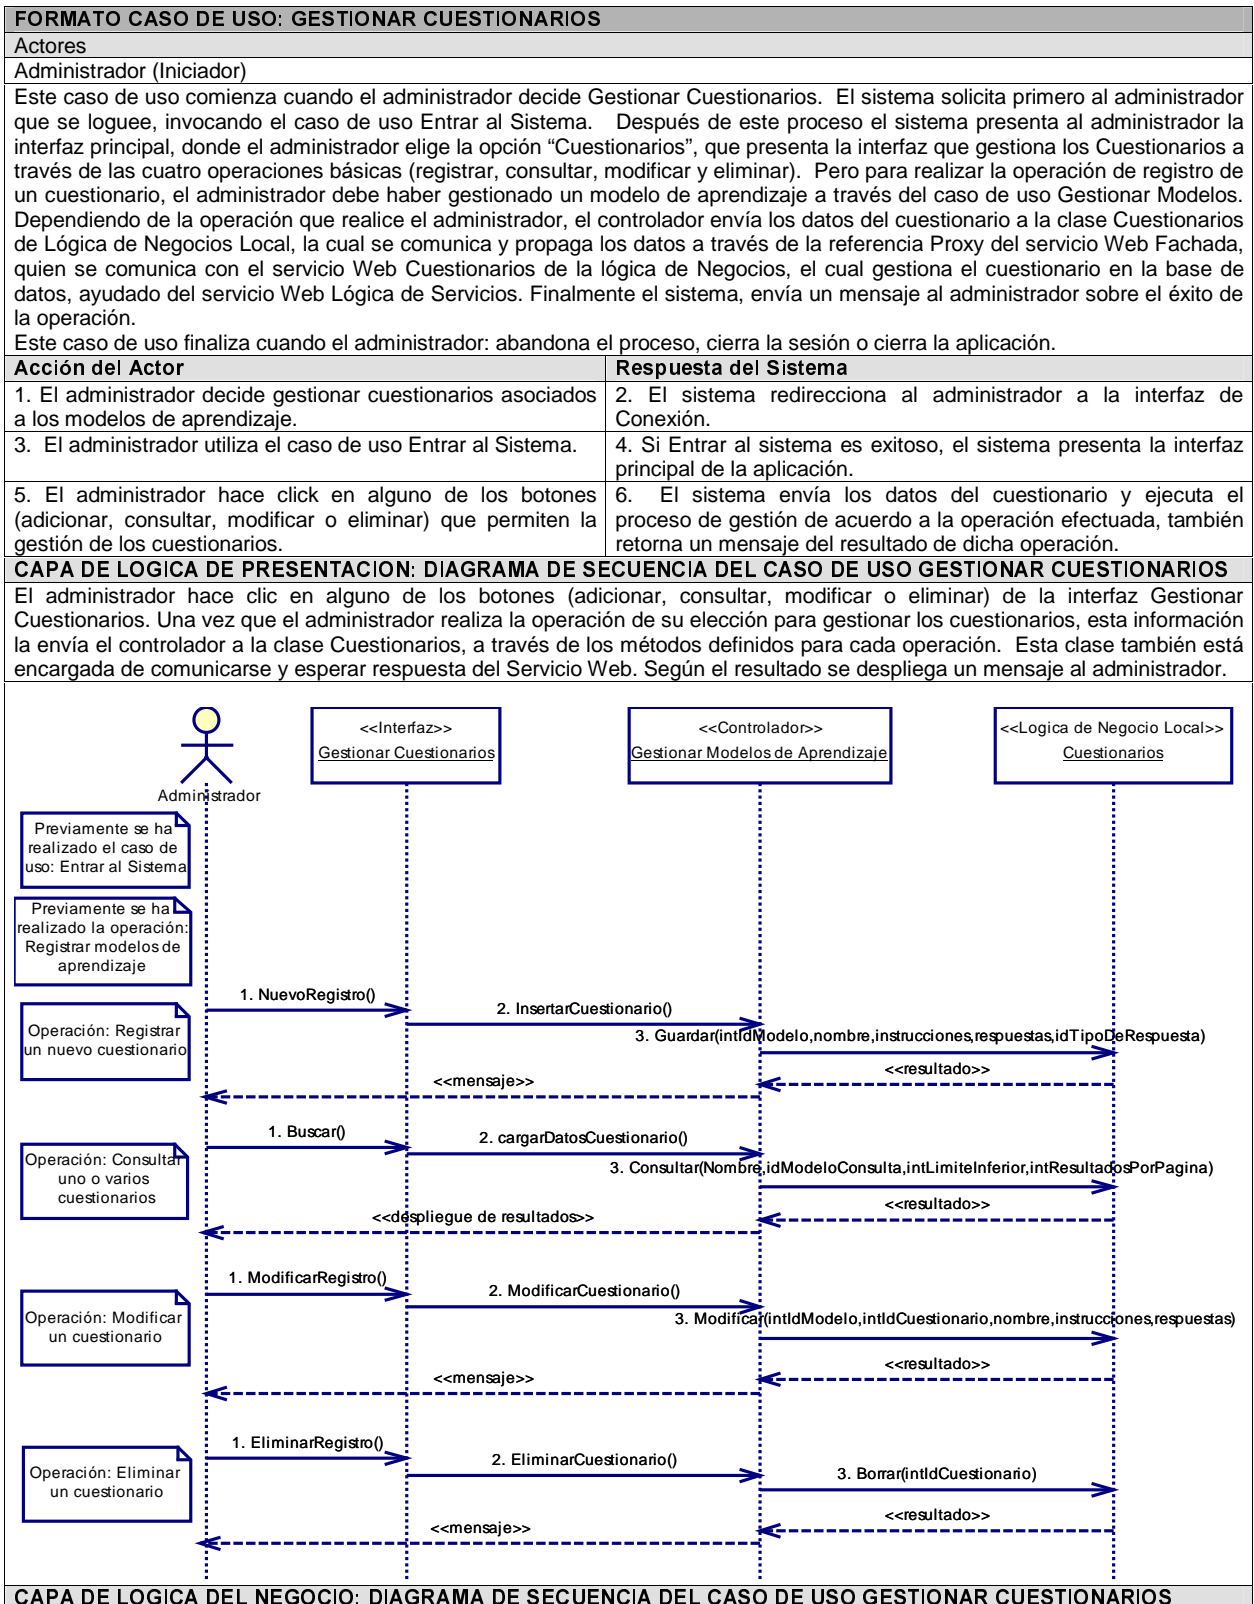 FORMATO CASO DE USO: GESTIONAR CUESTIONARIOS
Actores
Administrador (Iniciador)
Este caso de uso comienza cuando el administrador decide Gestionar Cuestionarios. El sistema solicita primero al administrador
que se loguee, invocando el caso de uso Entrar al Sistema. Después de este proceso el sistema presenta al administrador la
interfaz principal, donde el administrador elige la opción “Cuestionarios”, que presenta la interfaz que gestiona los Cuestionarios a
través de las cuatro operaciones básicas (registrar, consultar, modificar y eliminar). Pero para realizar la operación de registro de
un cuestionario, el administrador debe haber gestionado un modelo de aprendizaje a través del caso de uso Gestionar Modelos.
Dependiendo de la operación que realice el administrador, el controlador envía los datos del cuestionario a la clase Cuestionarios
de Lógica de Negocios Local, la cual se comunica y propaga los datos a través de la referencia Proxy del servicio Web Fachada,
quien se comunica con el servicio Web Cuestionarios de la lógica de Negocios, el cual gestiona el cuestionario en la base de
datos, ayudado del servicio Web Lógica de Servicios. Finalmente el sistema, envía un mensaje al administrador sobre el éxito de
la operación.
Este caso de uso finaliza cuando el administrador: abandona el proceso, cierra la sesión o cierra la aplicación.
Acción del Actor
Respuesta del Sistema
1. El administrador decide gestionar cuestionarios asociados
a los modelos de aprendizaje.
2. El sistema redirecciona al administrador a la interfaz de
Conexión.
3. El administrador utiliza el caso de uso Entrar al Sistema.
4. Si Entrar al sistema es exitoso, el sistema presenta la interfaz
principal de la aplicación.
5. El administrador hace click en alguno de los botones
(adicionar, consultar, modificar o eliminar) que permiten la
gestión de los cuestionarios.
6. El sistema envía los datos del cuestionario y ejecuta el
proceso de gestión de acuerdo a la operación efectuada, también
retorna un mensaje del resultado de dicha operación.
CAPA DE LOGICA DE PRESENTACION: DIAGRAMA DE SECUENCIA DEL CASO DE USO GESTIONAR CUESTIONARIOS
El administrador hace clic en alguno de los botones (adicionar, consultar, modificar o eliminar) de la interfaz Gestionar
Cuestionarios. Una vez que el administrador realiza la operación de su elección para gestionar los cuestionarios, esta información
la envía el controlador a la clase Cuestionarios, a través de los métodos definidos para cada operación. Esta clase también está
encargada de comunicarse y esperar respuesta del Servicio Web. Según el resultado se despliega un mensaje al administrador.
<<Interfaz>>
Gestionar Cuestionarios
<<Controlador>>
Gestionar Modelos de Aprendizaje
<<Logica de Negocio Local>>
Cuestionarios
Administrador
Previamente se ha
realizado el caso de
uso: Entrar al Sistema
Previamente se ha
realizado la operación:
Registrar modelos de
aprendizaje
1. NuevoRegistro()
2. InsertarCuestionario()
Operación: Registrar
un nuevo cuestionario
3. Guardar(intIdModelo,nombre,instrucciones,respuestas,idTipoDeRespuesta)
<<resultado>>
<<mensaje>>
1. Buscar()
2. cargarDatosCuestionario()
Operación: Consultar
uno o varios
cuestionarios
3. Consultar(Nombre,idModeloConsulta,intLimiteInferior,intResultadosPorPagina)
<<resultado>>
<<despliegue de resultados>>
1. ModificarRegistro()
2. ModificarCuestionario()
Operación: Modificar
un cuestionario
3. Modificar(intIdModelo,intIdCuestionario,nombre,instrucciones,respuestas)
<<resultado>>
<<mensaje>>
1. EliminarRegistro()
2. EliminarCuestionario()
Operación: Eliminar
un cuestionario
3. Borrar(intIdCuestionario)
<<resultado>>
<<mensaje>>
CAPA DE LOGICA DEL NEGOCIO: DIAGRAMA DE SECUENCIA DEL CASO DE USO GESTIONAR CUESTIONARIOS